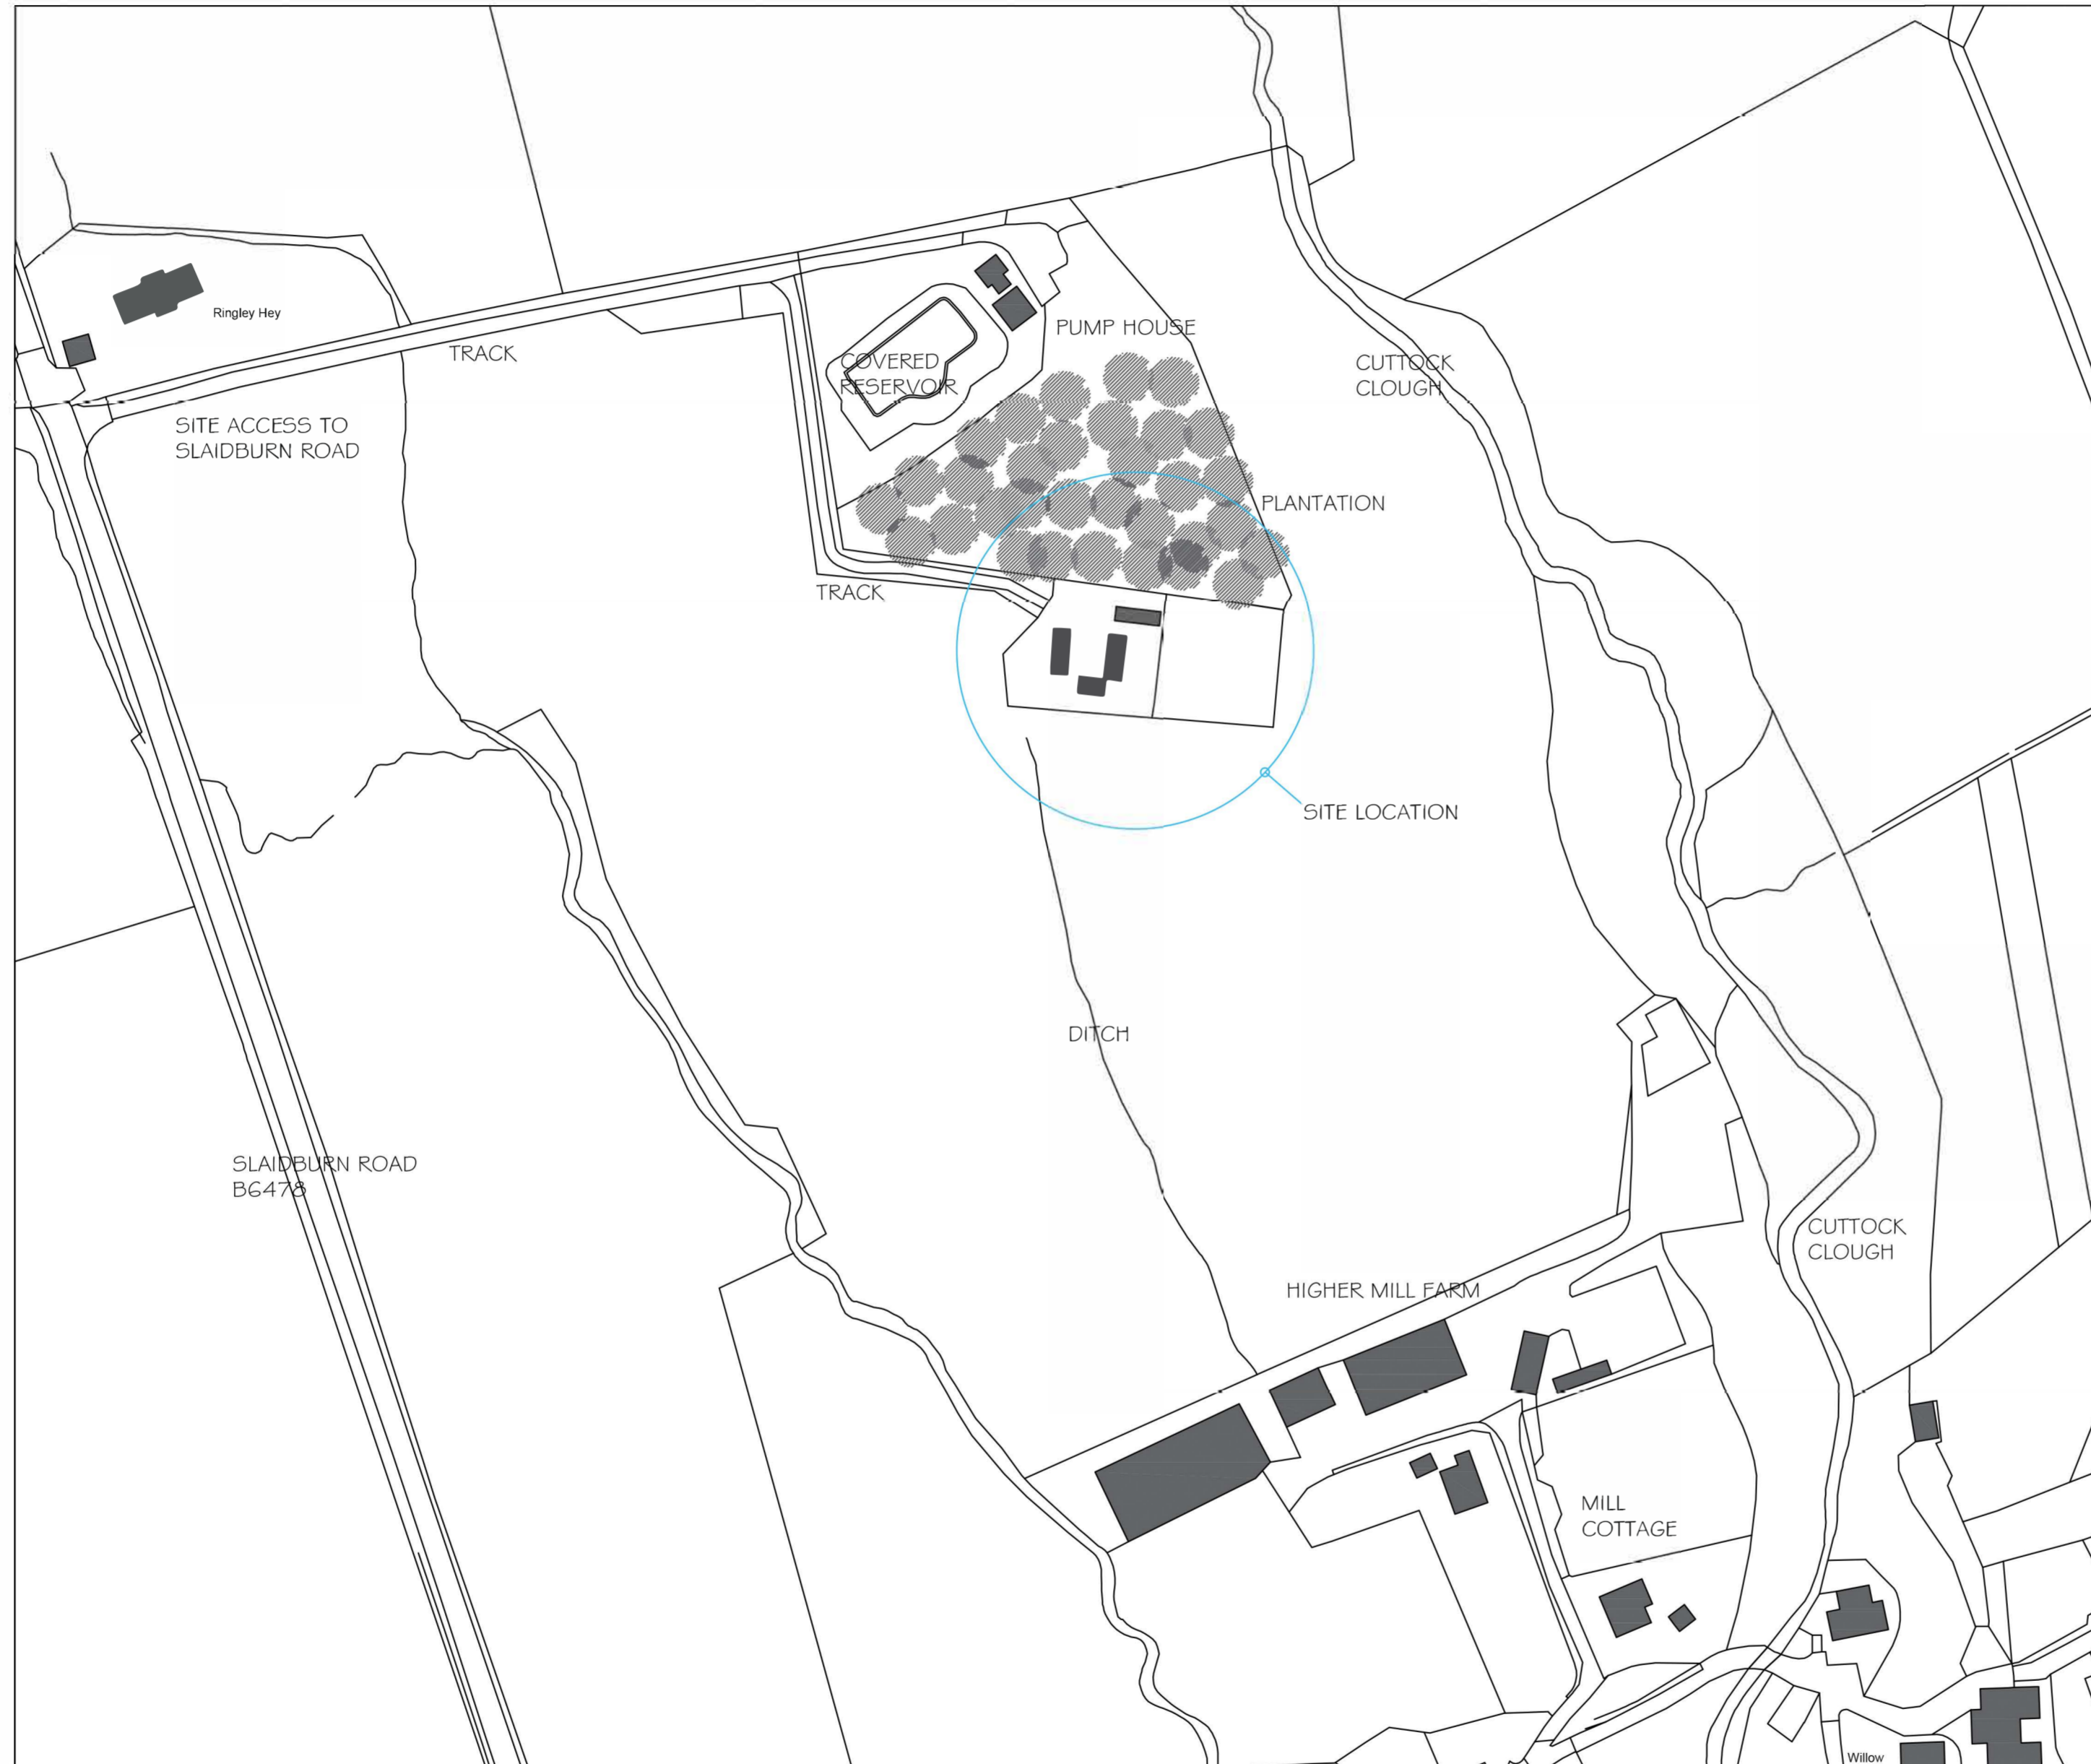 Ringley Hey
TRACK
PUMP HOUSE
COVERED
RESERVOIR
CUTTOCK
CLOUGH
SITE ACCESS TO
SLAIDBURN ROAD
PLANTATION
TRACK
SITE LOCATION
DITCH
SLAIDBURN ROAD
B6478
CUTTOCK
CLOUGH
HIGHER MILL FARM
MILL
COTTAGE
Willow